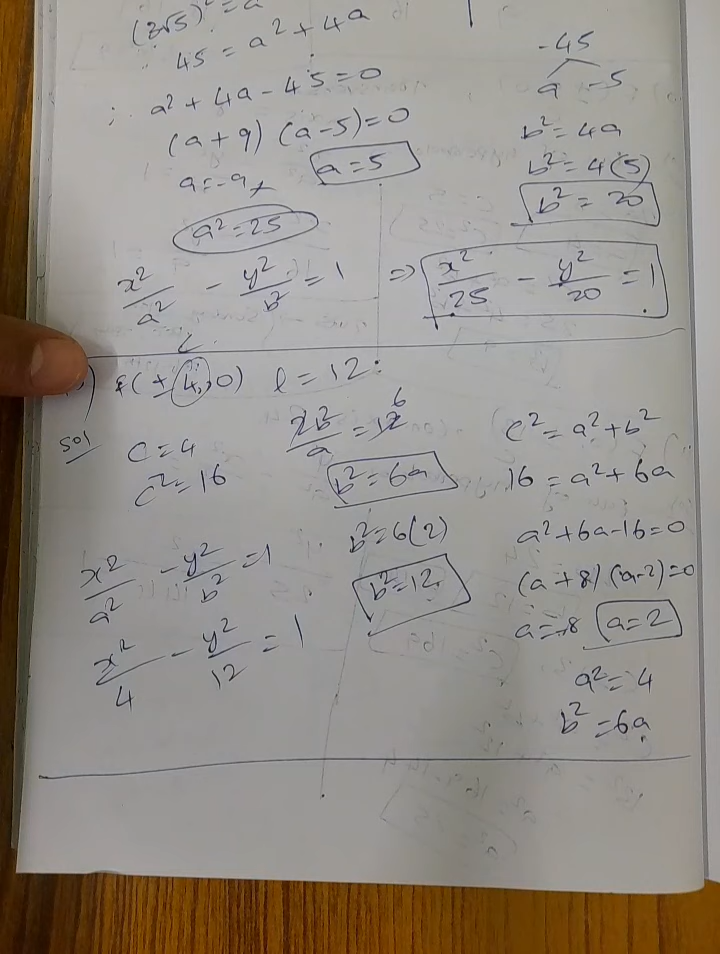 (3√5)² = a
45 = a² + 4a
∴ a² + 4a - 45 = 0
(a + 9) (a - 5) = 0
a = -9 × a = 5
a² = 25
-45
9 -5
b² = 4a
b² = 4(5)
b² = 20
x²/a² - y²/b² = 1 ⇒ x²/25 - y²/20 = 1
F(± 4, 0) l = 12
Sol
c = 4
c² = 16
2b²/a = 12 6
b² = 6a
b² = 6(2)
b² = 12
c² = a² + b²
16 = a² + 6a
a² + 6a - 16 = 0
(a + 8) (a - 2) = 0
a = -8 a = 2
a² = 4
b² = 6a
x²/a² - y²/b² = 1
x²/4 - y²/12 = 1